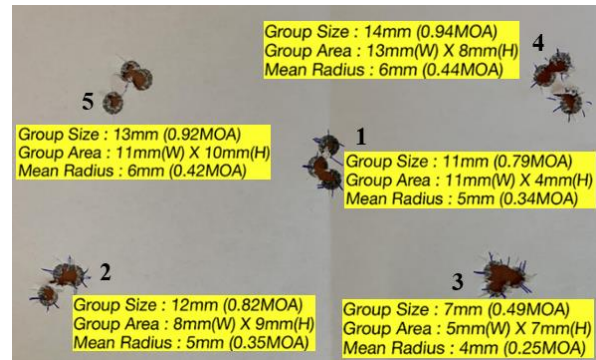 Group Size : 14mm (0.94MOA)
Group Area : 13mm(W) X 8mm(H)
Mean Radius : 6mm (0.44MOA)
4
5
Group Size : 13mm (0.92MOA)
Group Area : 11mm(W) X 10mm(H)
Mean Radius : 6mm (0.42MOA)
1
Group Size : 11mm (0.79MOA)
Group Area : 11mm(W) X 4mm(H)
Mean Radius : 5mm (0.34MOA)
2
Group Size : 12mm (0.82MOA)
Group Area : 8mm(W) X 9mm(H)
Mean Radius : 5mm (0.35MOA)
3
Group Size : 7mm (0.49MOA)
Group Area : 5mm(W) X 7mm(H)
Mean Radius : 4mm (0.25MOA)